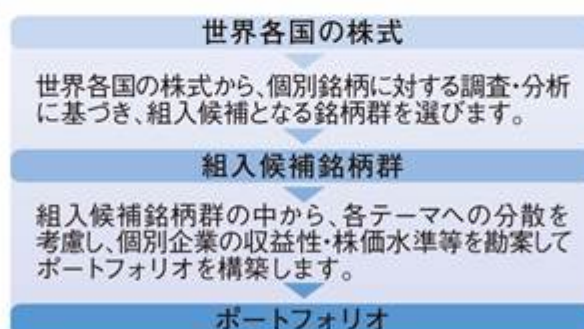 世界各国の株式
世界各国の株式から、個別銘柄に対する調査・分析
に基づき、組入候補となる銘柄群を選びます。
組入候補銘柄群
組入候補銘柄群の中から、各テーマへの分散を
考慮し、個別企業の収益性・株価水準等を勘案して
ポートフォリオを構築します。
ポートフォリオ